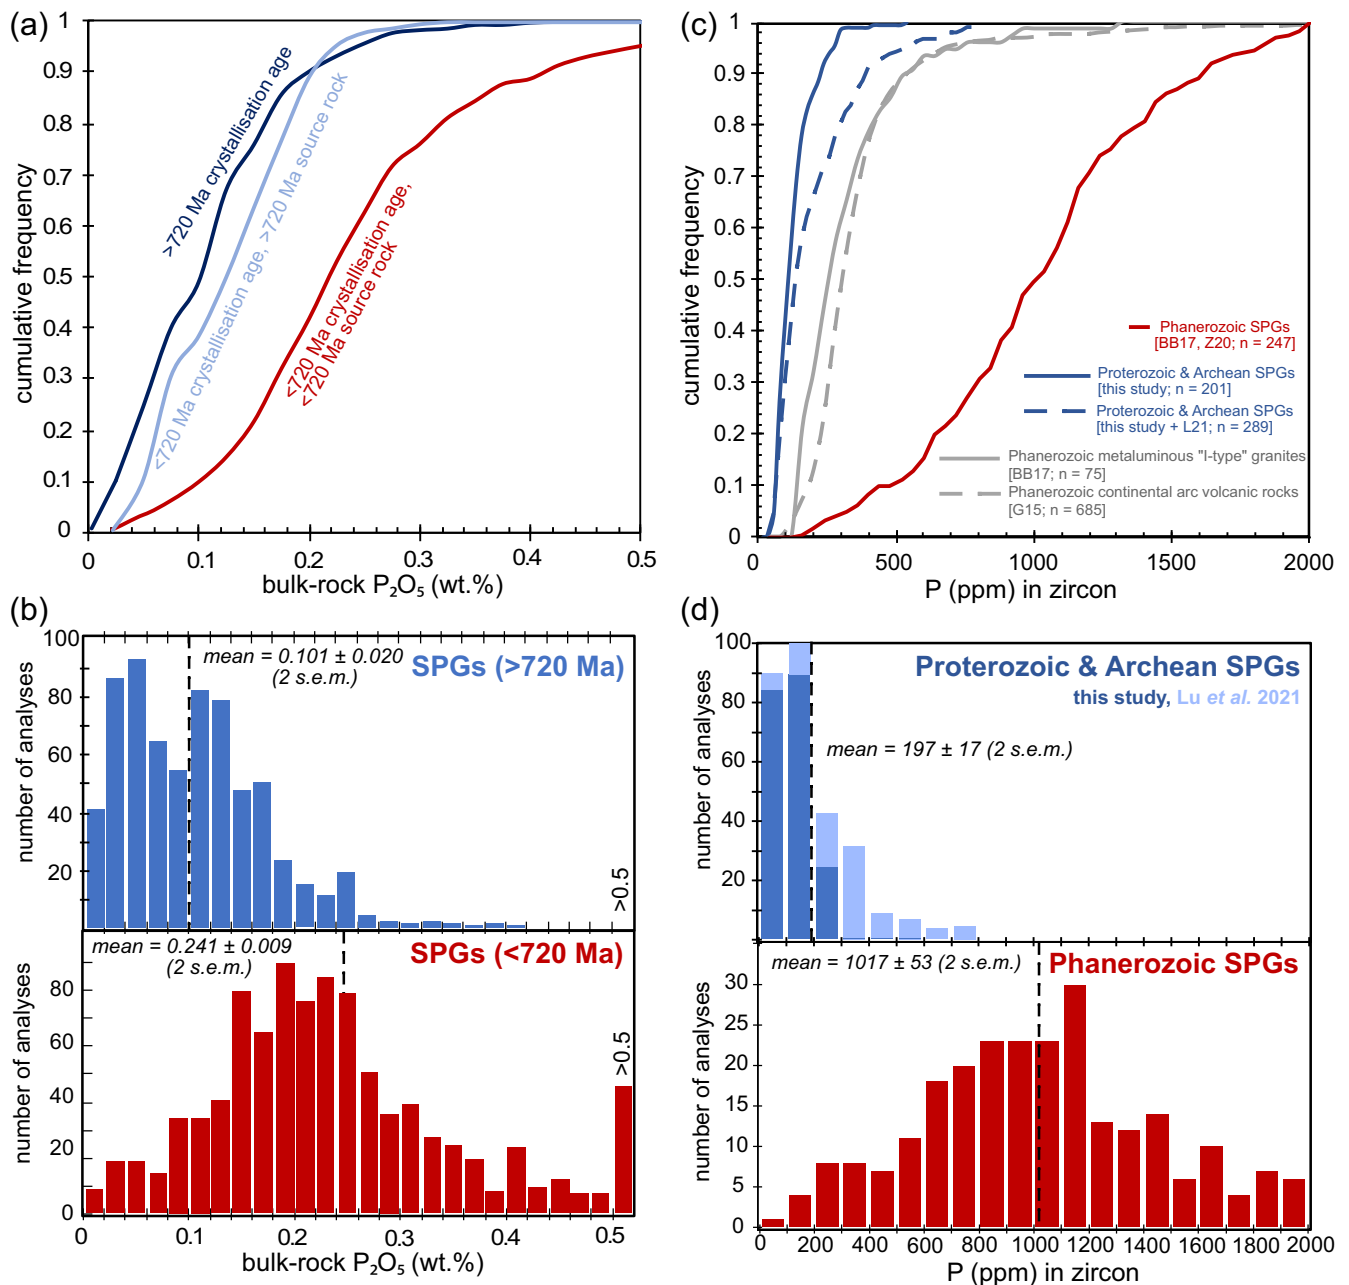 (a)
cumulative frequency
1
0.9
0.8
0.7
0.6
0.5
0.4
0.3
0.2
0.1
0
>720 Ma crystallisation age
<720 Ma crystallisation age, >720 Ma source rock
<720 Ma crystallisation age,
<720 Ma source rock
0
0.1
0.2
0.3
0.4
0.5
bulk-rock P₂O₅ (wt.%)
(c)
cumulative frequency
1
0.9
0.8
0.7
0.6
0.5
0.4
0.3
0.2
0.1
0
Phanerozoic SPGs
[BB17, Z20; n = 247]
Proterozoic & Archean SPGs
[this study; n = 201]
Proterozoic & Archean SPGs
[this study + L21; n = 289]
Phanerozoic metaluminous "I-type" granites
[BB17; n = 75]
Phanerozoic continental arc volcanic rocks
[G15; n = 685]
0
500
1000
1500
2000
P (ppm) in zircon
(b)
number of analyses
100
80
60
40
20
mean = 0.101 ± 0.020
(2 s.e.m.)
SPGs (>720 Ma)
>0.5
number of analyses
80
60
40
20
0
mean = 0.241 ± 0.009
(2 s.e.m.)
SPGs (<720 Ma)
>0.5
0
0.1
0.2
0.3
0.4
0.5
bulk-rock P₂O₅ (wt.%)
(d)
number of analyses
100
80
60
40
20
Proterozoic & Archean SPGs
this study, Lu et al. 2021
mean = 197 ± 17 (2 s.e.m.)
number of analyses
30
25
20
15
10
5
0
mean = 1017 ± 53 (2 s.e.m.)
Phanerozoic SPGs
0
200
400
600
800
1000
1200
1400
1600
1800
2000
P (ppm) in zircon